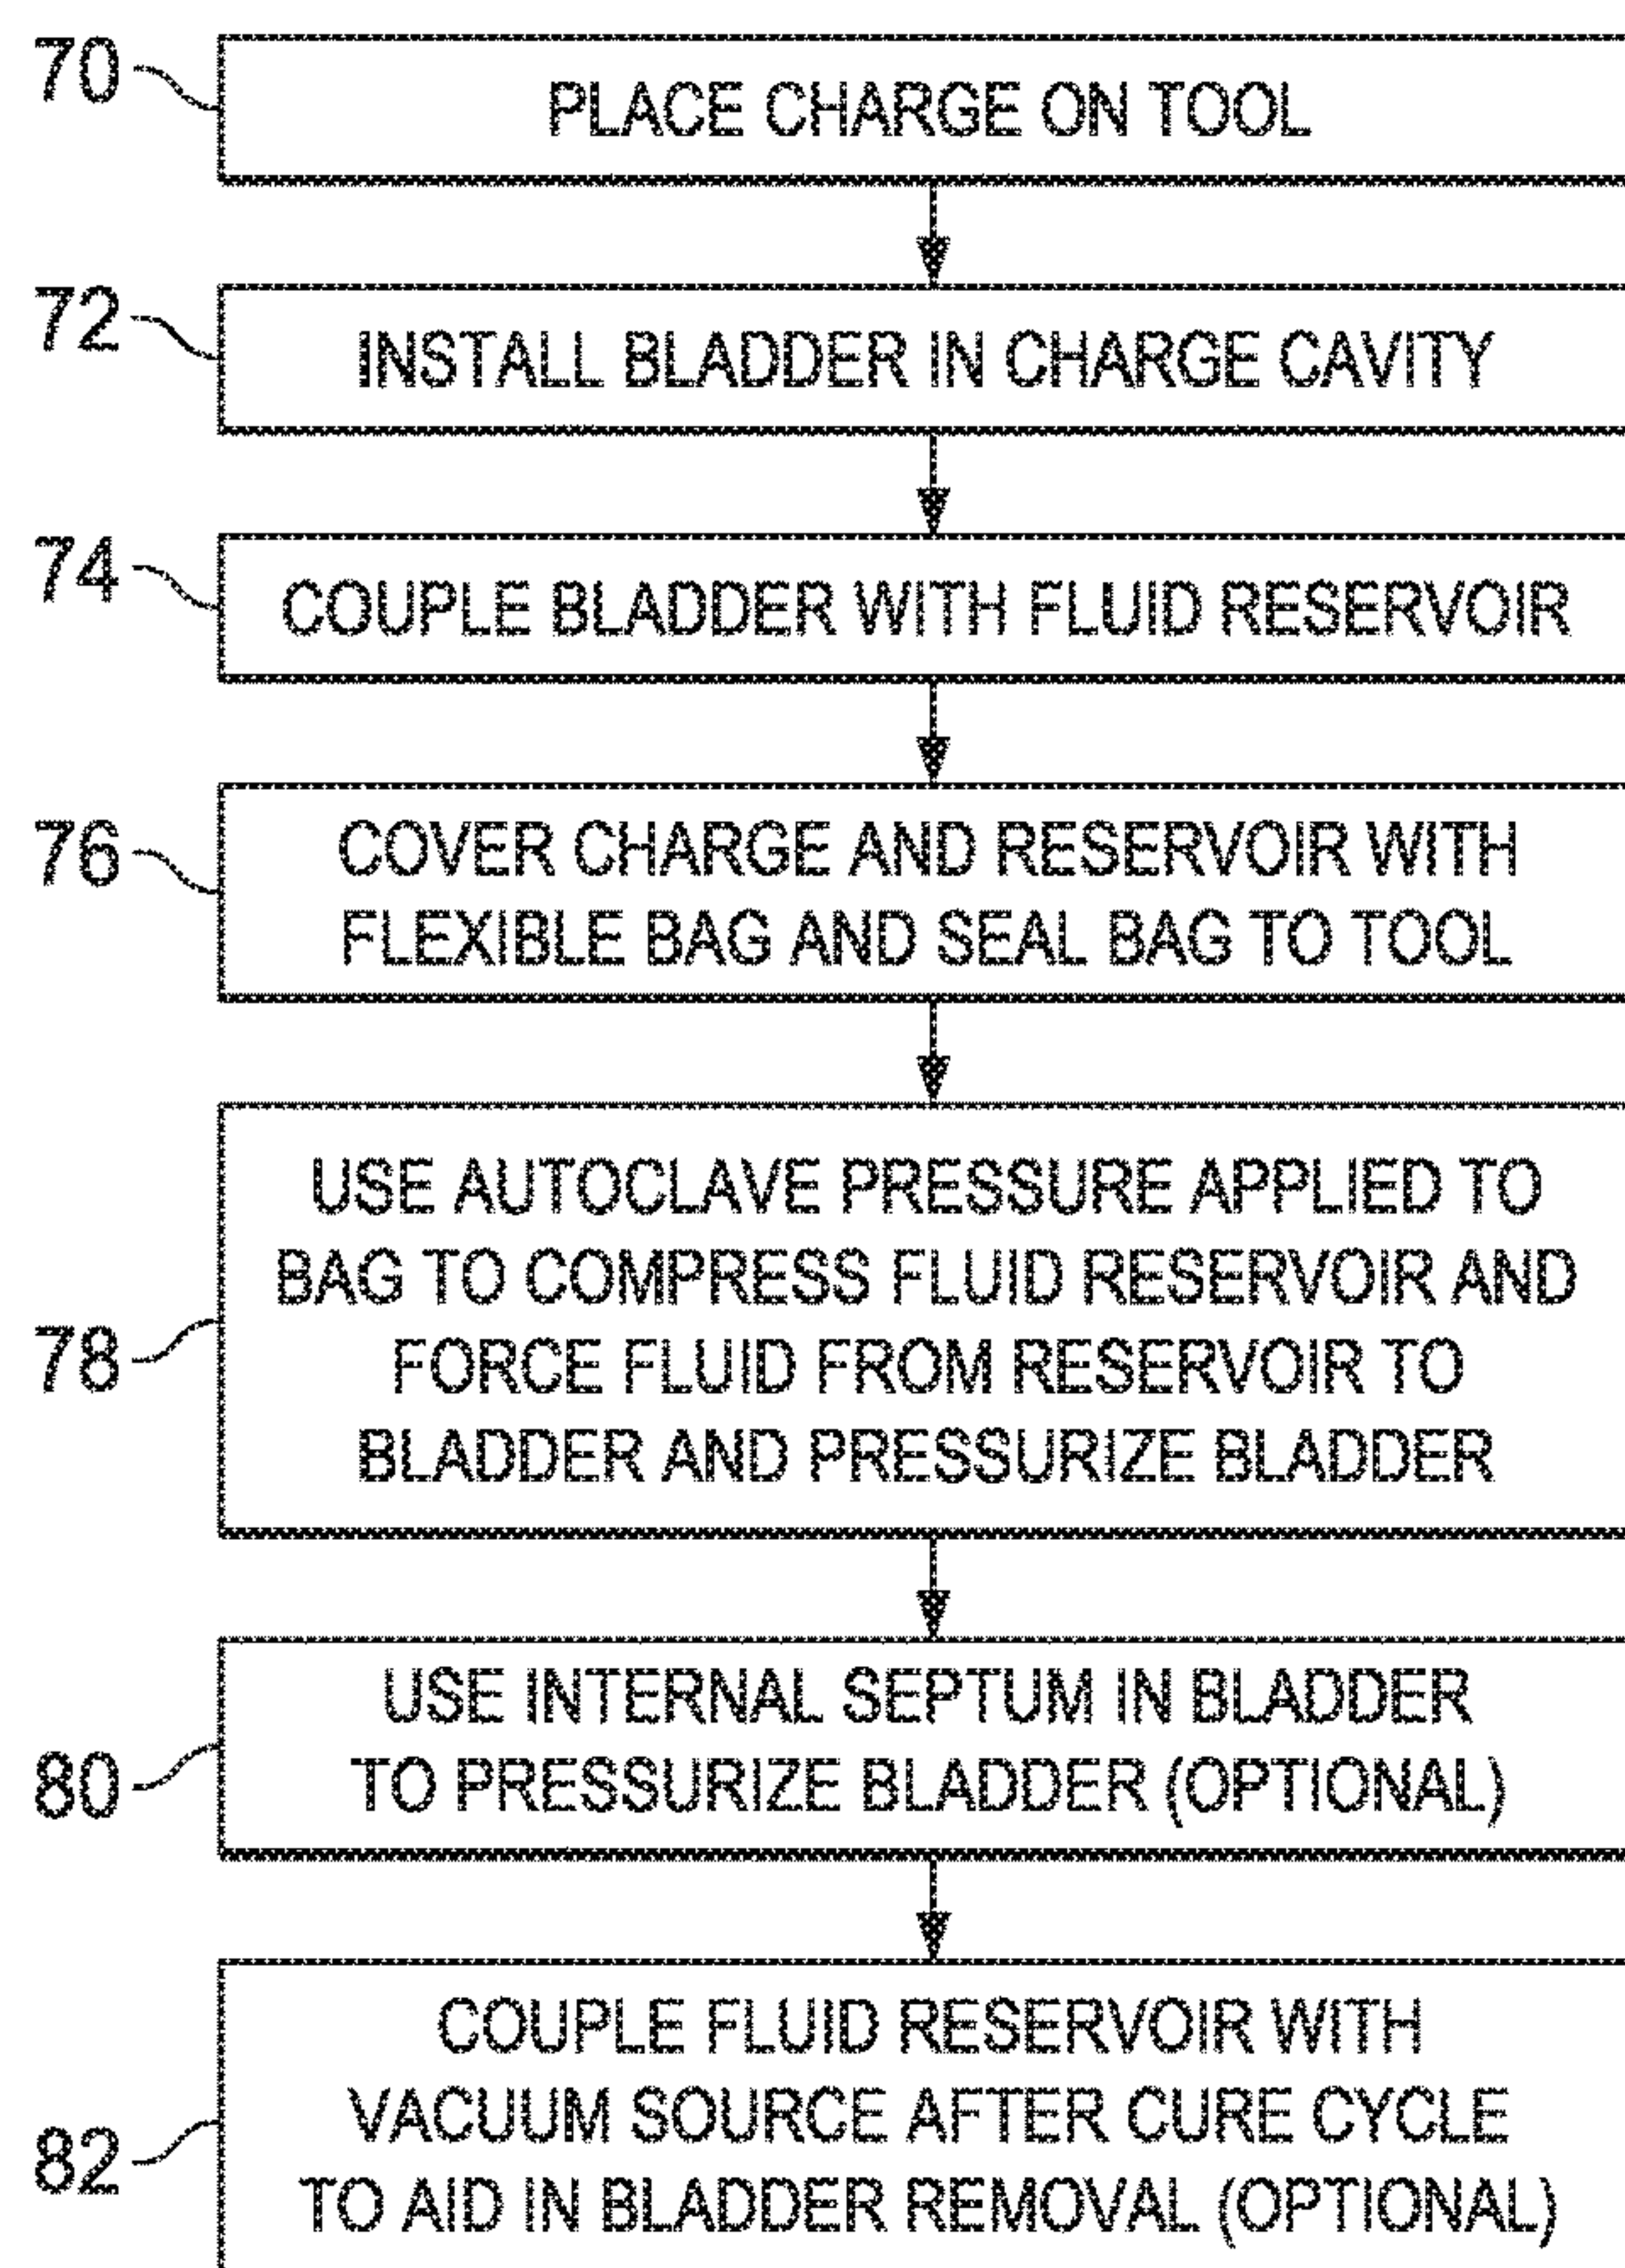 70
PLACE CHARGE ON TOOL
72
INSTALL BLADDER IN CHARGE CAVITY
74
COUPLE BLADDER WITH FLUID RESERVOIR
76
COVER CHARGE AND RESERVOIR WITH
FLEXIBLE BAG AND SEAL BAG TO TOOL
78
USE AUTOCLAVE PRESSURE APPLIED TO
BAG TO COMPRESS FLUID RESERVOIR AND
FORCE FLUID FROM RESERVOIR TO
BLADDER AND PRESSURIZE BLADDER
80
USE INTERNAL SEPTUM IN BLADDER
TO PRESSURIZE BLADDER (OPTIONAL)
82
COUPLE FLUID RESERVOIR WITH
VACUUM SOURCE AFTER CURE CYCLE
TO AID IN BLADDER REMOVAL (OPTIONAL)